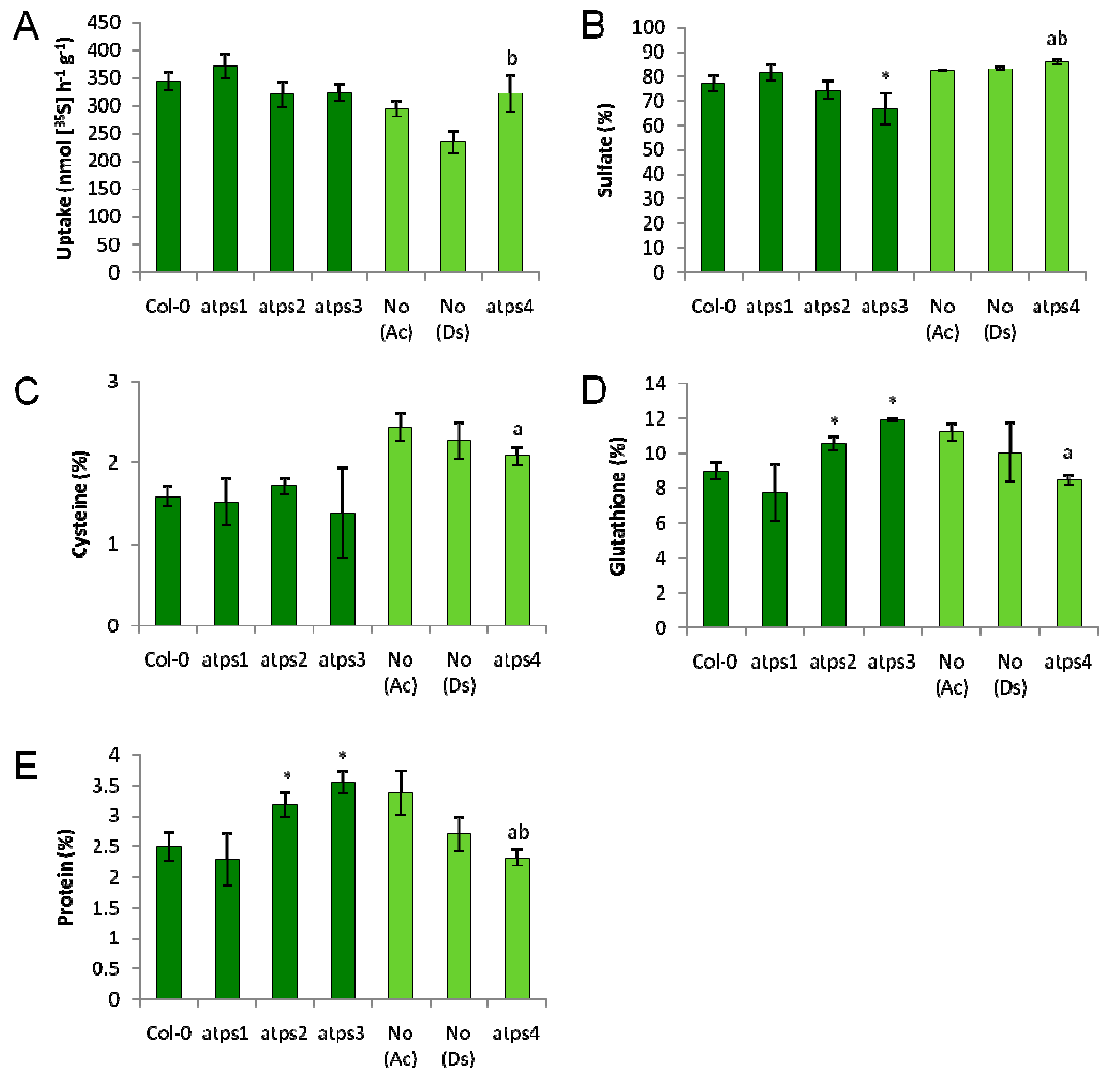 A
Uptake (nmol [³⁵S] h⁻¹ g⁻¹)
450
400
350
300
250
200
150
100
50
0
b
Col-0 atps1 atps2 atps3 No (Ac) No (Ds) atps4
B
Sulfate (%)
100
90
80
70
60
50
40
30
20
10
0
*
ab
Col-0 atps1 atps2 atps3 No (Ac) No (Ds) atps4
C
Cysteine (%)
3
2
1
0
a
Col-0 atps1 atps2 atps3 No (Ac) No (Ds) atps4
D
Glutathione (%)
14
12
10
8
6
4
2
0
*
*
a
Col-0 atps1 atps2 atps3 No (Ac) No (Ds) atps4
E
Protein (%)
4
3.5
3
2.5
2
1.5
1
0.5
0
*
*
ab
Col-0 atps1 atps2 atps3 No (Ac) No (Ds) atps4